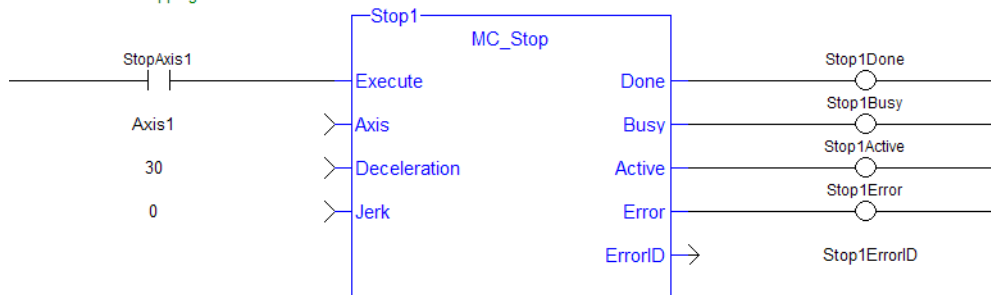 Stop1
MC_Stop
StopAxis1
Execute
Done
Stop1Done
Axis1
Axis
Busy
Stop1Busy
30
Deceleration
Active
Stop1Active
0
Jerk
Error
Stop1Error
ErrorID
Stop1ErrorID